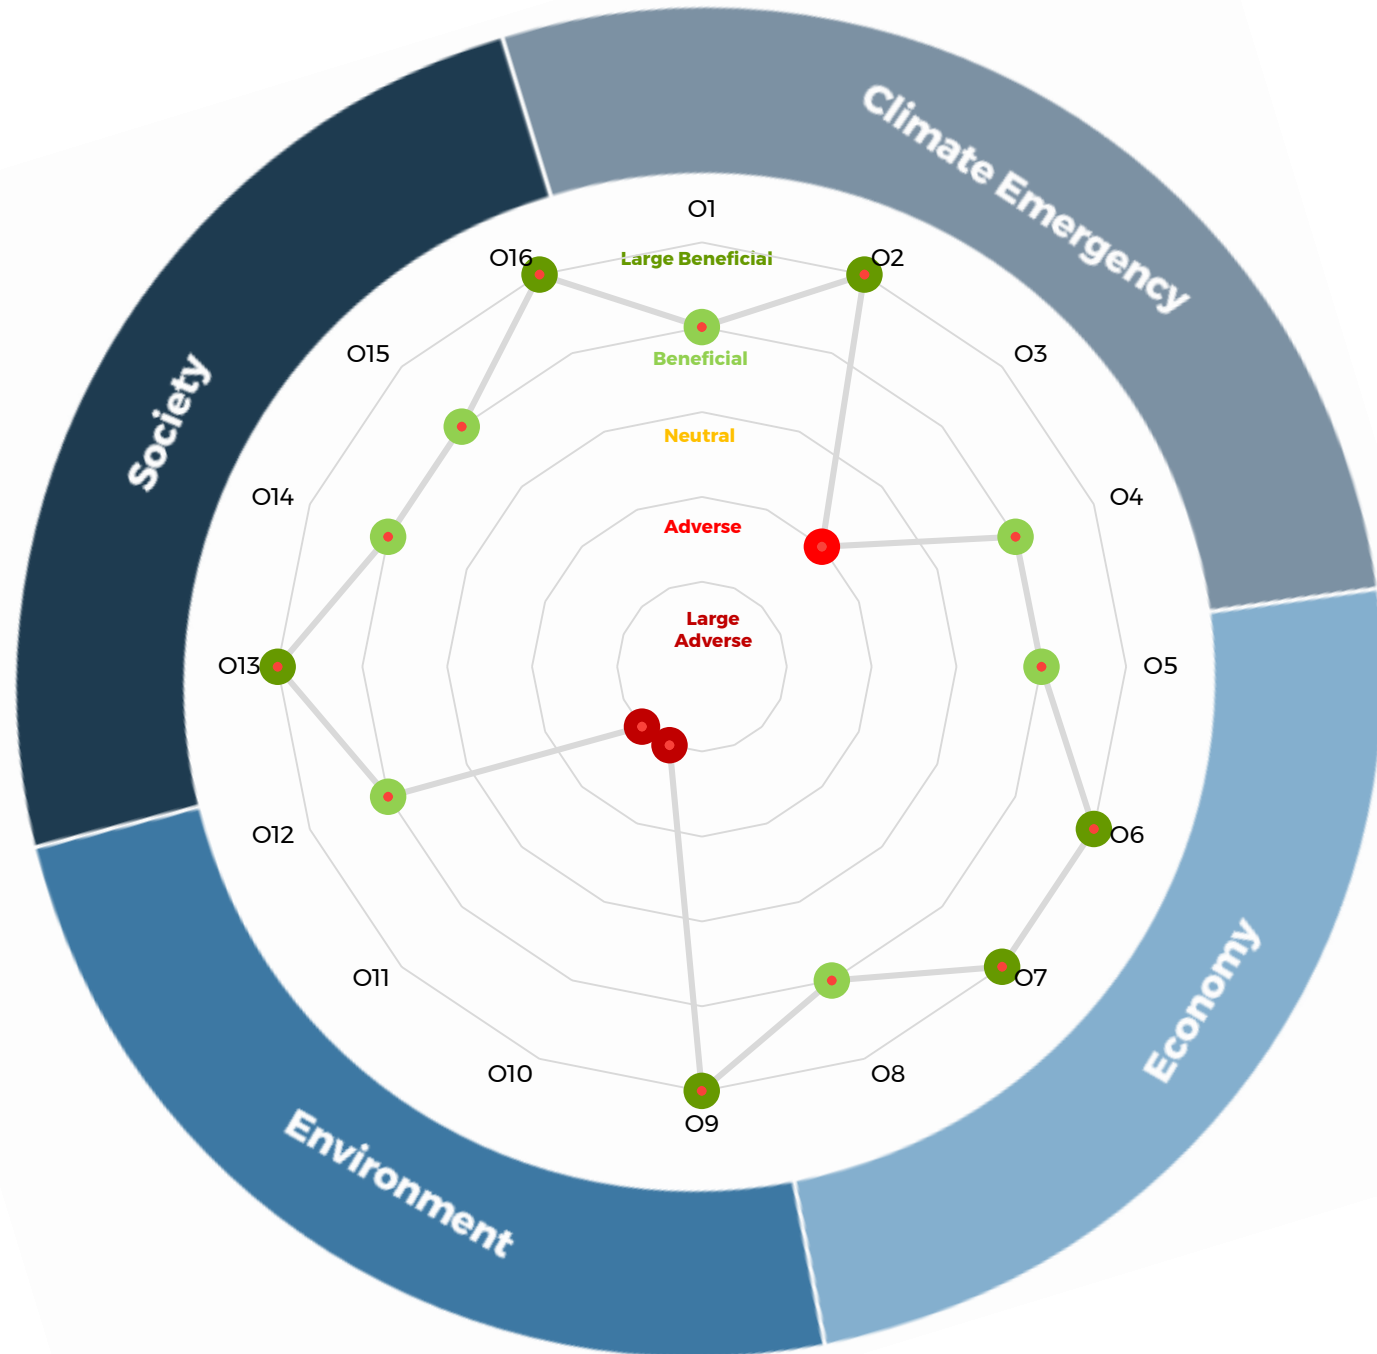 Climate Emergency
O1
O16
Large Beneficial
O2
Beneficial
O15
O3
Society
Neutral
O14
O4
Adverse
Large
Adverse
O13
O5
O12
O6
O11
O7
Economy
O10
O8
O9
Environment